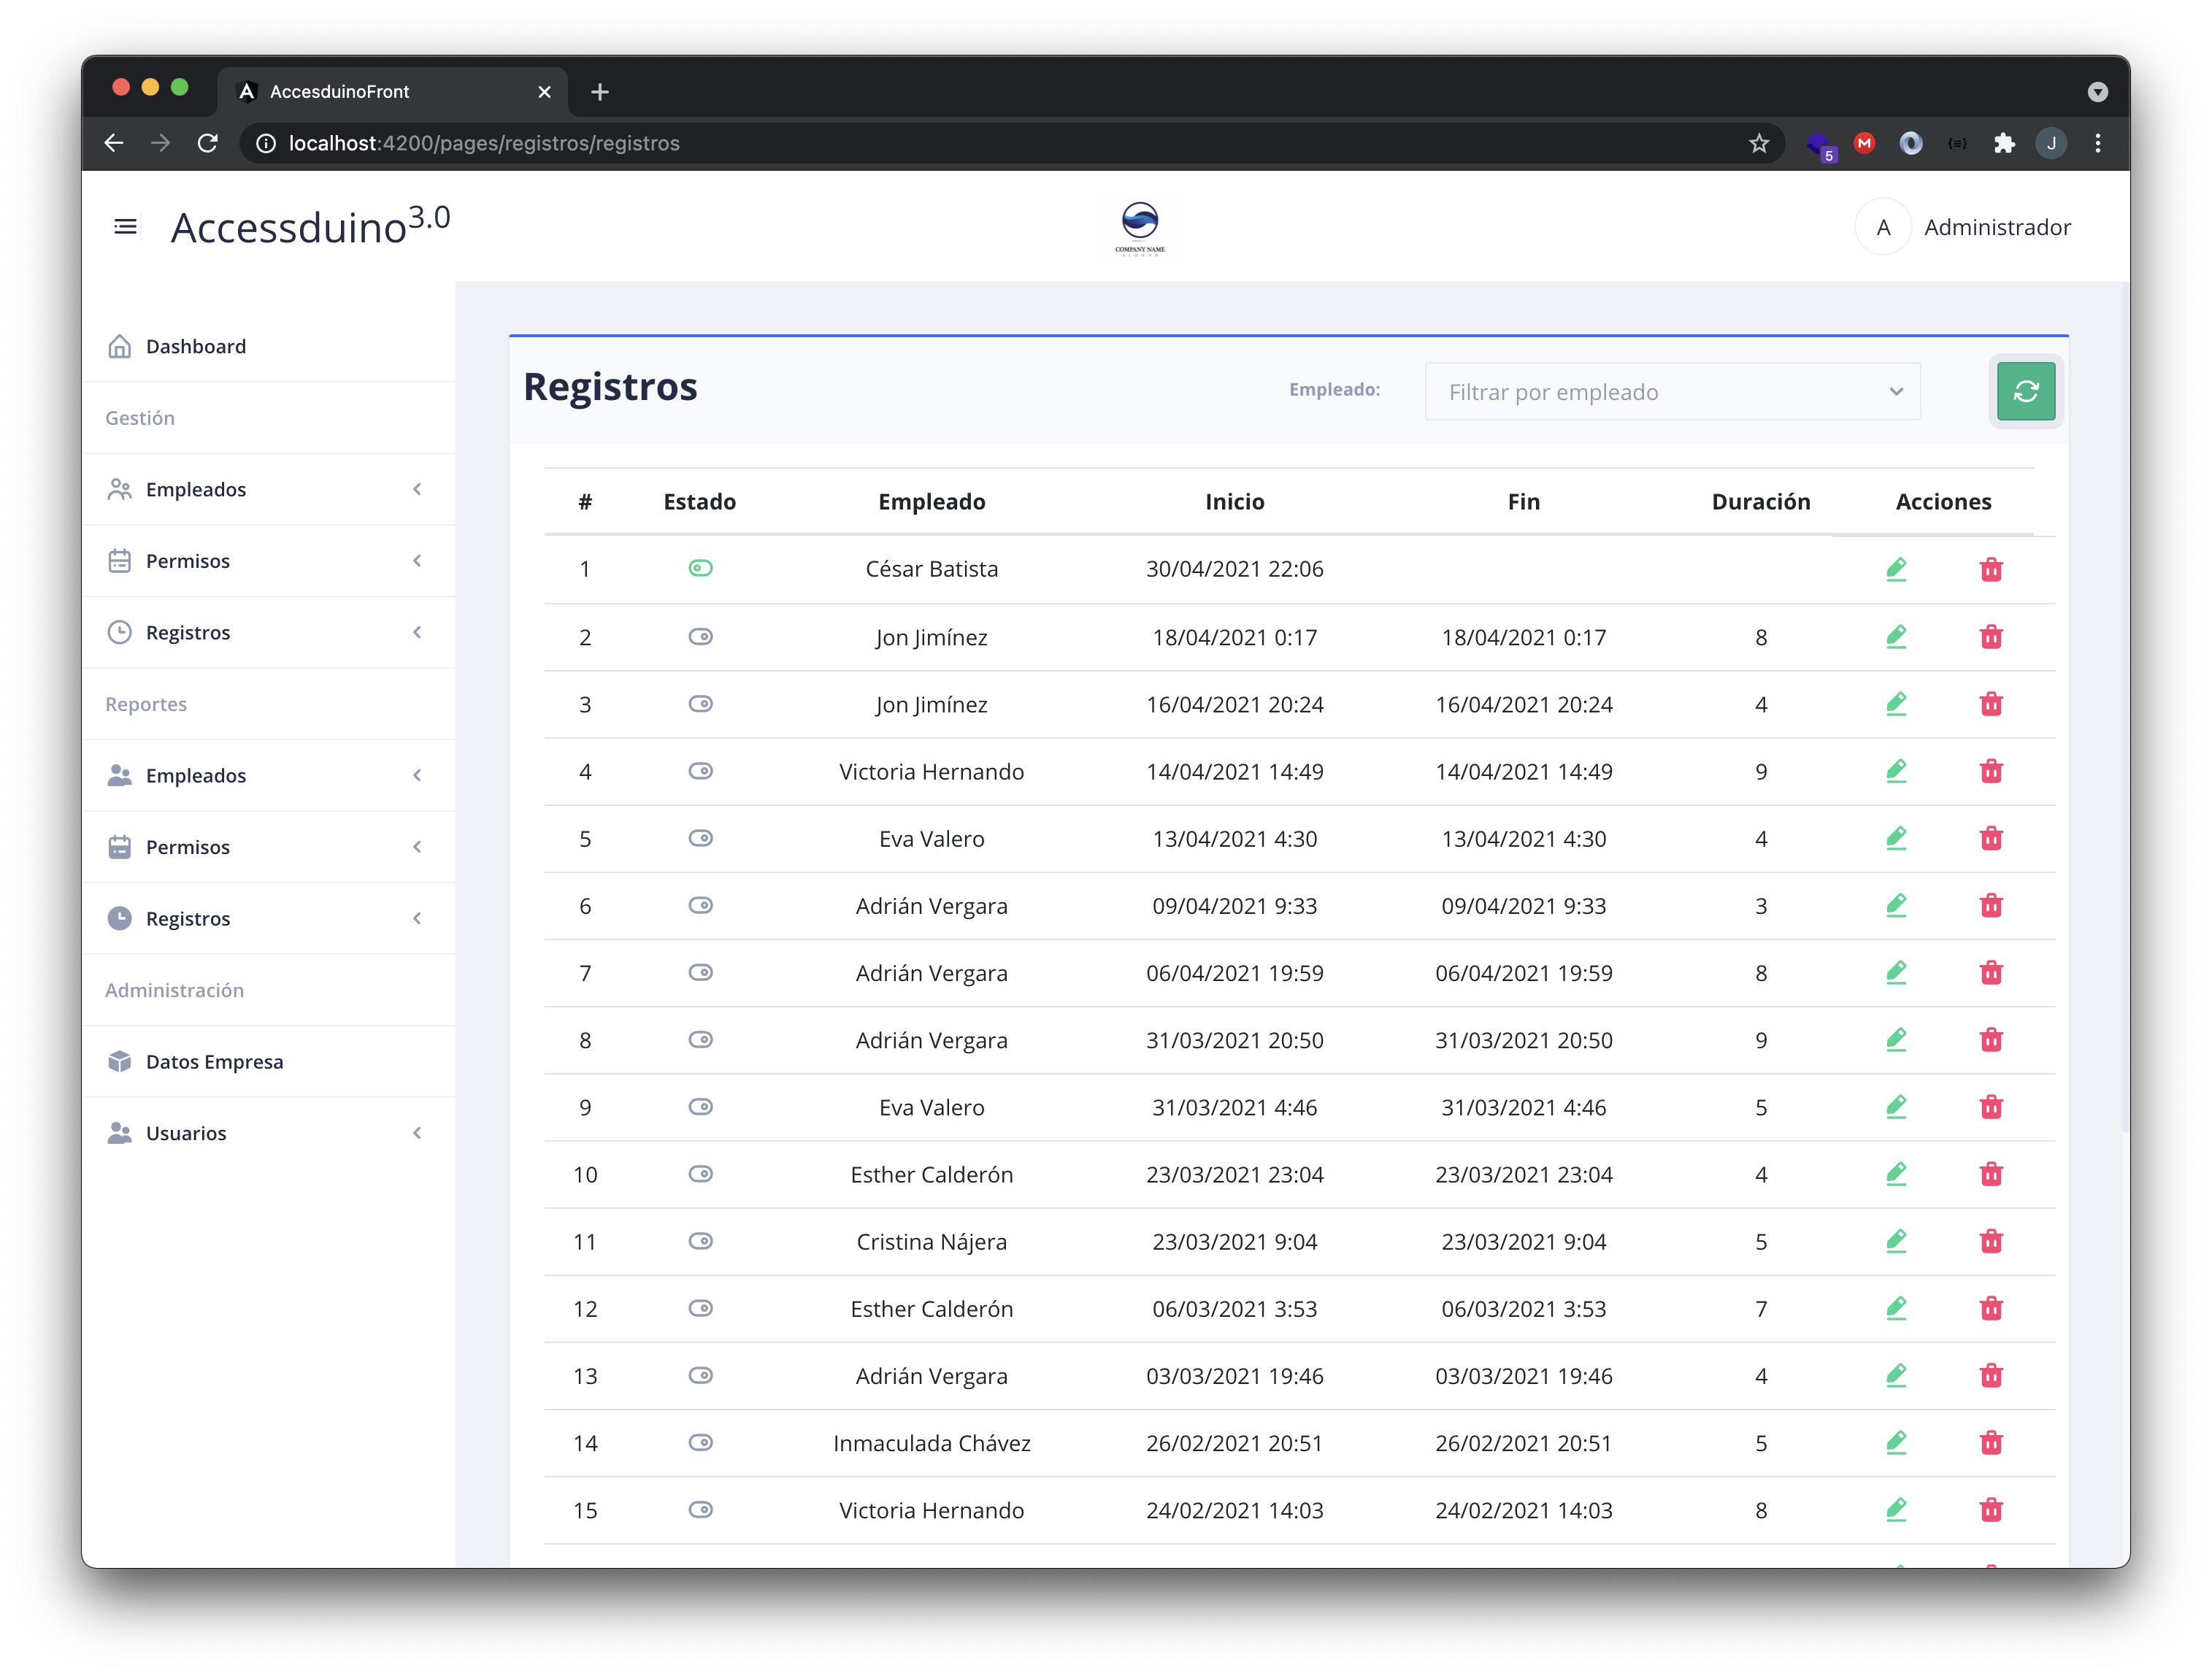 AccesduinoFront
localhost:4200/pages/registros/registros
5
M
J
Accessduino3.0
COMPANY NAME
SLOGAN
A Administrador
Dashboard
Gestión
Empleados
Permisos
Registros
Reportes
Empleados
Permisos
Registros
Administración
Datos Empresa
Usuarios
Registros Empleado: Filtrar por empleado
# Estado Empleado Inicio Fin Duración Acciones
1 César Batista 30/04/2021 22:06
2 Jon Jimínez 18/04/2021 0:17 18/04/2021 0:17 8
3 Jon Jimínez 16/04/2021 20:24 16/04/2021 20:24 4
4 Victoria Hernando 14/04/2021 14:49 14/04/2021 14:49 9
5 Eva Valero 13/04/2021 4:30 13/04/2021 4:30 4
6 Adrián Vergara 09/04/2021 9:33 09/04/2021 9:33 3
7 Adrián Vergara 06/04/2021 19:59 06/04/2021 19:59 8
8 Adrián Vergara 31/03/2021 20:50 31/03/2021 20:50 9
9 Eva Valero 31/03/2021 4:46 31/03/2021 4:46 5
10 Esther Calderón 23/03/2021 23:04 23/03/2021 23:04 4
11 Cristina Nájera 23/03/2021 9:04 23/03/2021 9:04 5
12 Esther Calderón 06/03/2021 3:53 06/03/2021 3:53 7
13 Adrián Vergara 03/03/2021 19:46 03/03/2021 19:46 4
14 Inmaculada Chávez 26/02/2021 20:51 26/02/2021 20:51 5
15 Victoria Hernando 24/02/2021 14:03 24/02/2021 14:03 8